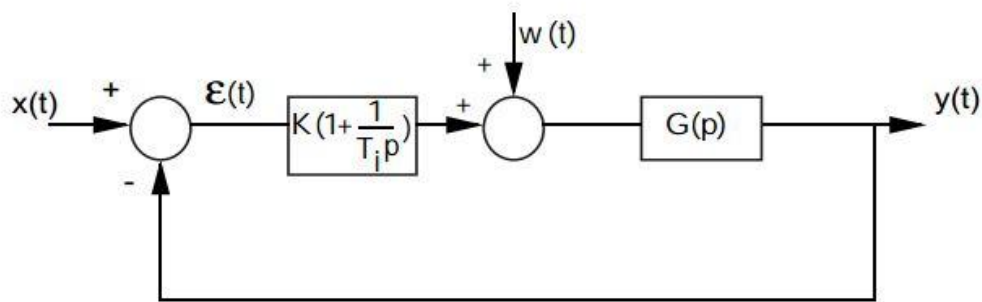 w(t)
+
+
x(t)
ε(t)
K(1+1/T_i p)
+
G(p)
y(t)
-